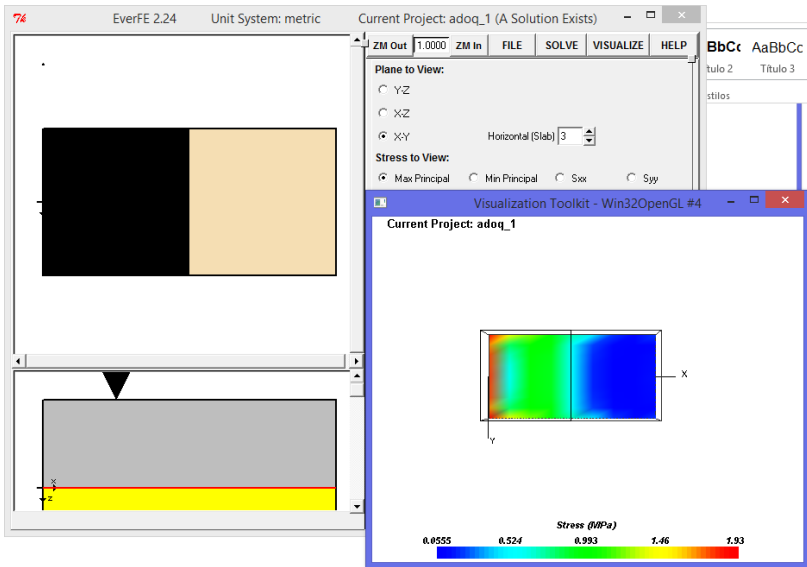 EverFE 2.24 Unit System: metric Current Project: adoq_1 (A Solution Exists)
ZM Out 1.0000 ZM In FILE SOLVE VISUALIZE HELP
Plane to View:
Y-Z
X-Z
X-Y Horizontal (Slab) 3
Stress to View:
Max Principal Min Principal Sxx Syy
BbCc AaBbCc
tulo 2 Título 3
stilos
Visualization Toolkit - Win32OpenGL #4
Current Project: adoq_1
X
Y
x
z
Stress (MPa)
0.0555 0.524 0.993 1.46 1.93